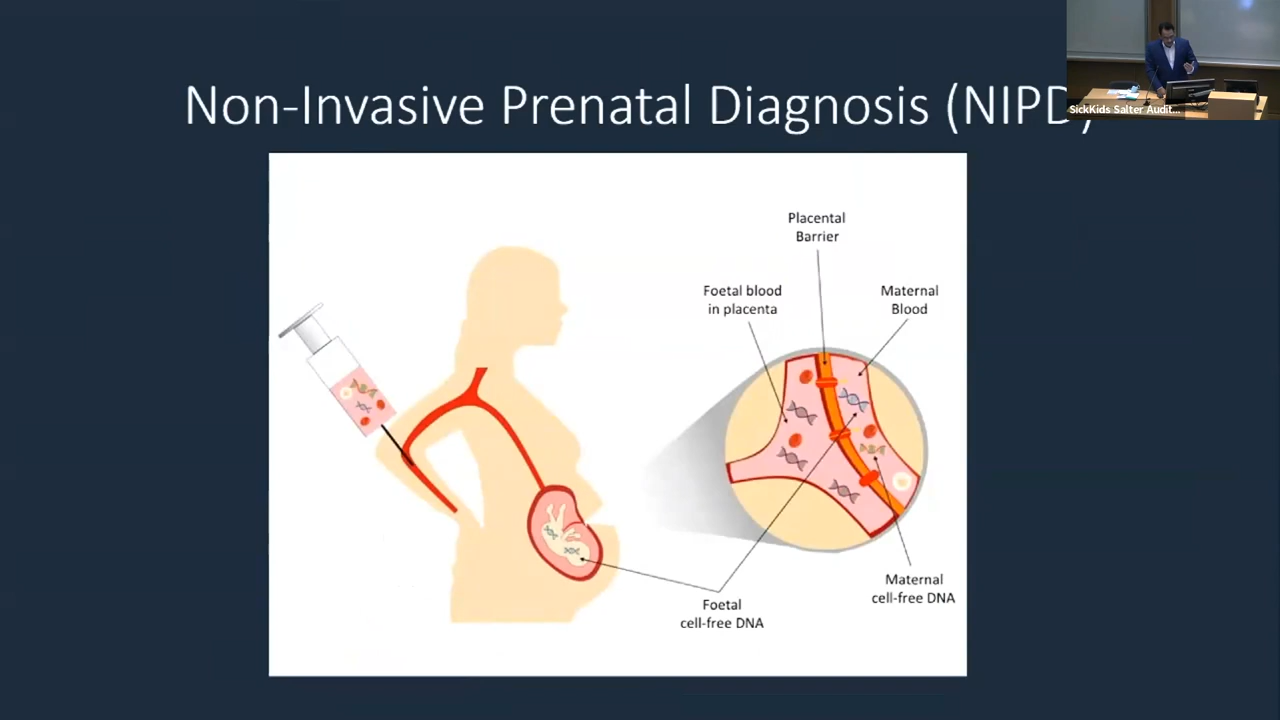 Non-Invasive Prenatal Diagnosis (NIPD)
SickKids Salter Audit...
Placental
Barrier
Foetal blood
in placenta
Maternal
Blood
Maternal
cell-free DNA
Foetal
cell-free DNA